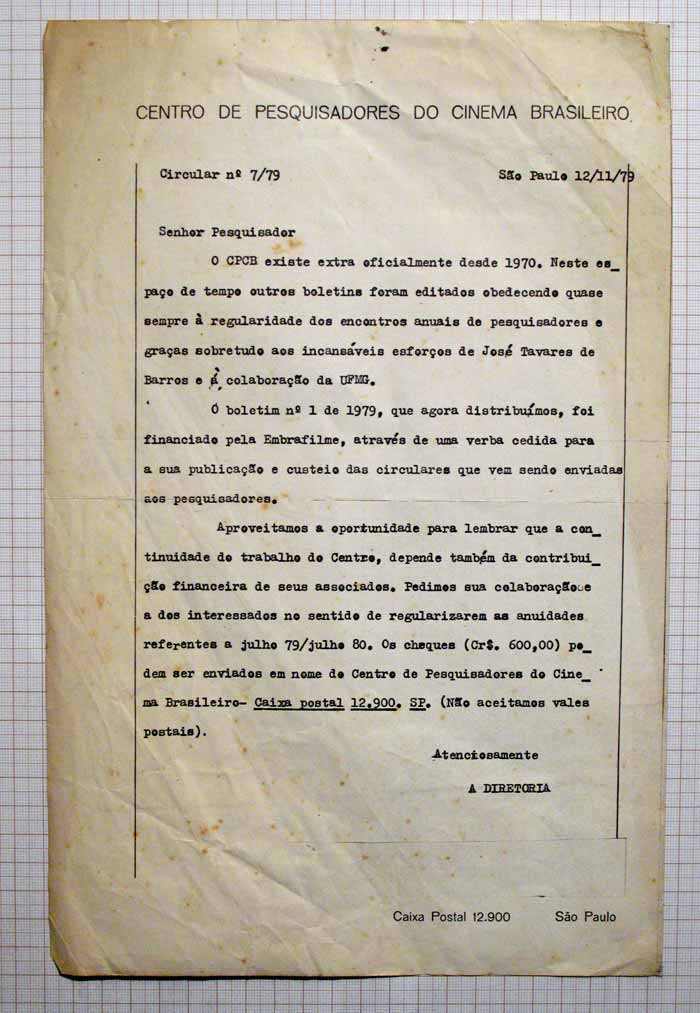 CENTRO DE PESQUISADORES DO CINEMA BRASILEIRO
Circular nº 7/79 São Paulo 12/11/79
Senhor Pesquisador
O CPCB existe extra oficialmente desde 1970. Neste es_
paço de tempo outros boletins foram editados obedecendo quase
sempre à regularidade dos encontros anuais de pesquisadores e
graças sobretudo aos incansáveis esforços de José Tavares de
Barros e à colaboração da UFMG.
O boletim nº 1 de 1979, que agora distribuímos, foi
financiado pela Embrafilme, através de uma verba cedida para
a sua publicação e custeio das circulares que vem sendo enviadas
aos pesquisadores.
Aproveitamos a oportunidade para lembrar que a con_
tinuidade do trabalho do Centro, depende também da contribui_
ção financeira de seus associados. Pedimos sua colaboração e
a dos interessados no sentido de regularizarem as anuidades
referentes a julho 79/julho 80. Os cheques (Cr$. 600,00) po_
dem ser enviados em nome do Centro de Pesquisadores do Cine_
ma Brasileiro- Caixa postal 12.900. SP. (Não aceitamos vales
postais).
Atenciosamente
A DIRETORIA
Caixa Postal 12.900 São Paulo